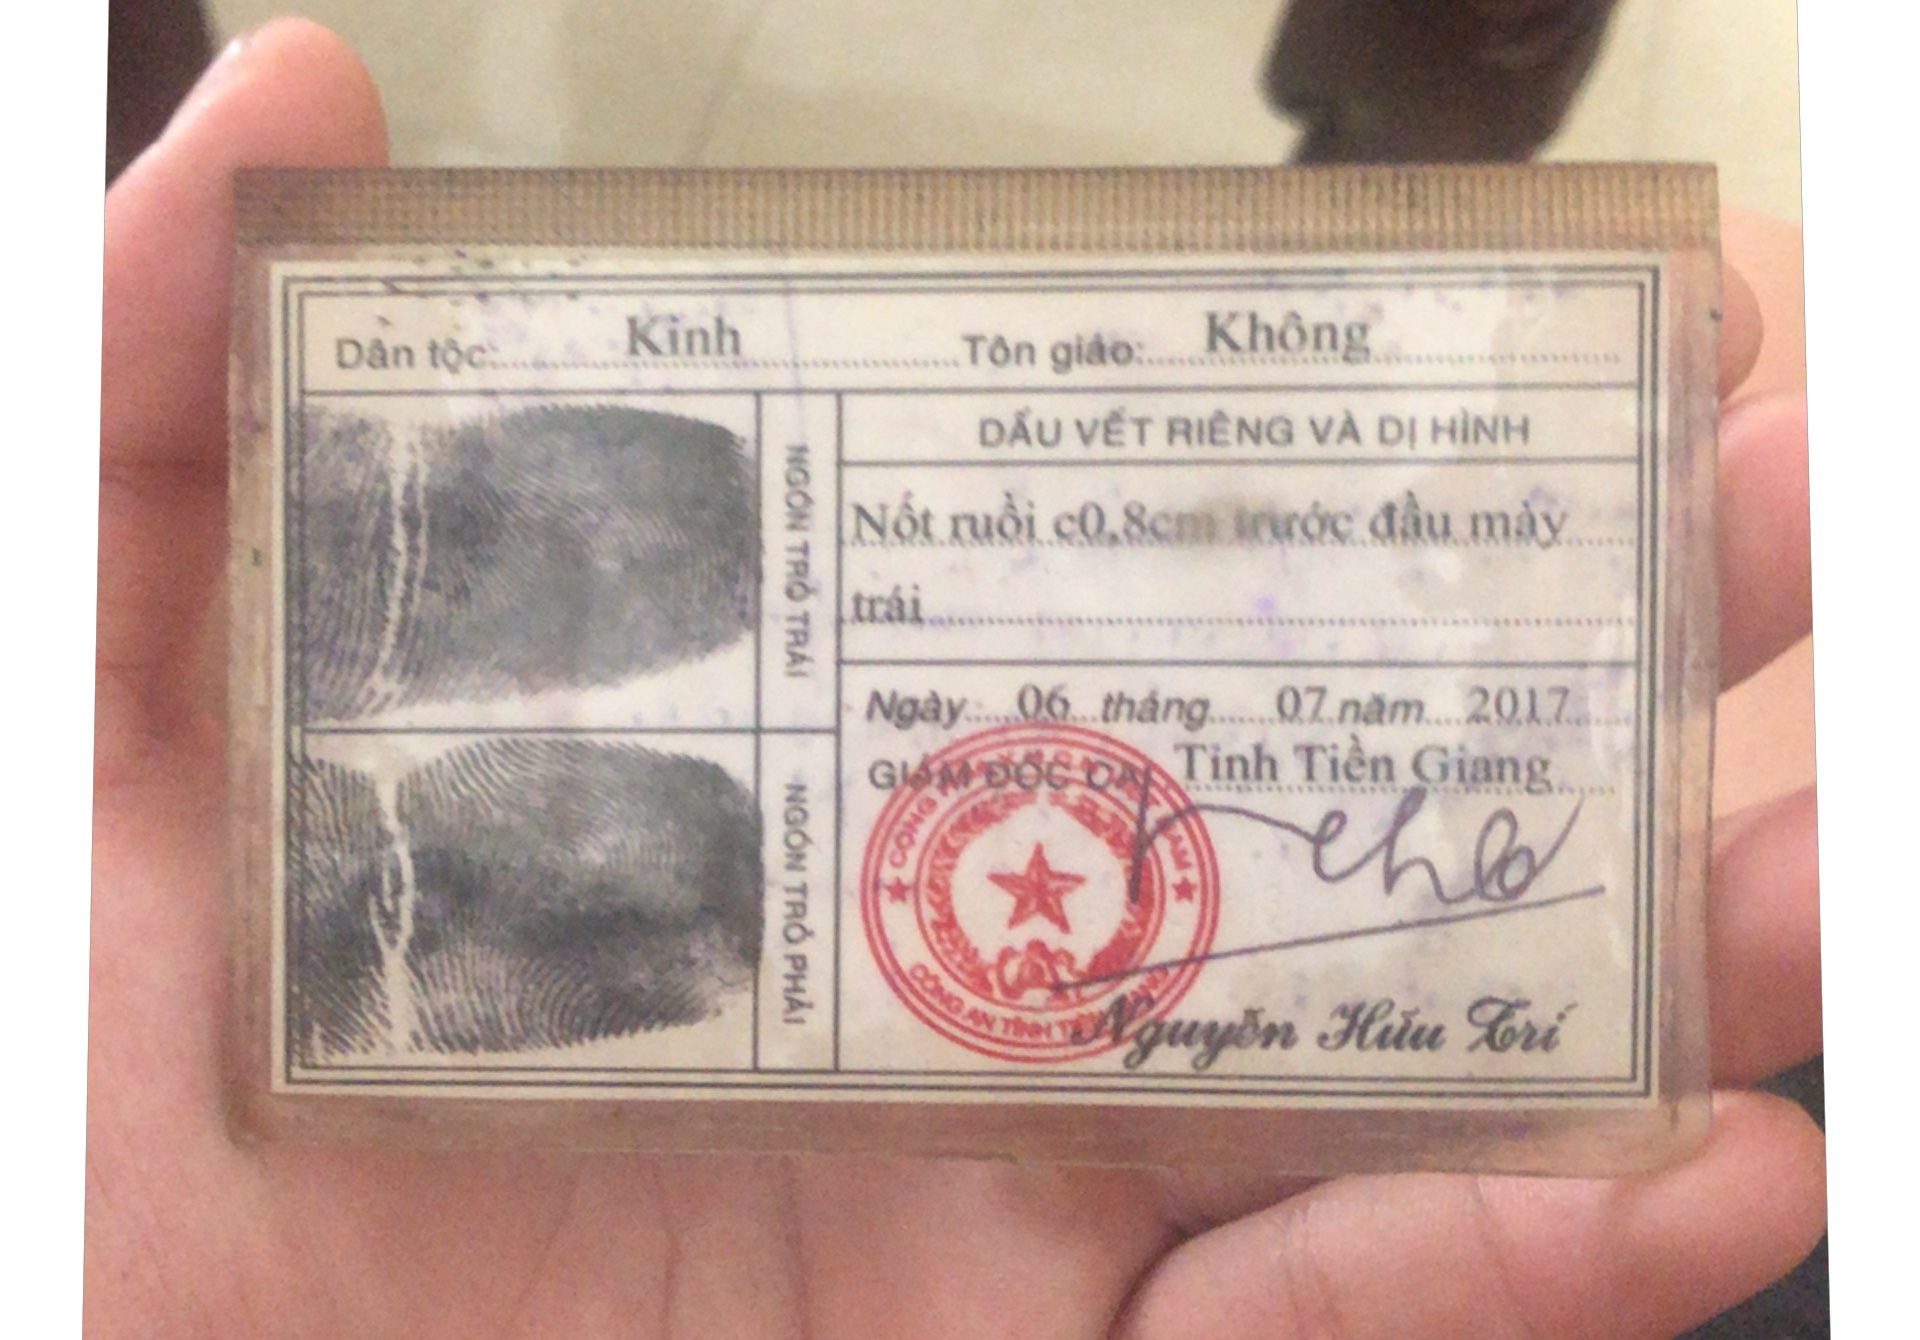 Dân tộc: Kinh Tôn giáo: Không
NGÓN TRỎ TRÁI
NGÓN TRỎ PHẢI
DẤU VẾT RIÊNG VÀ DỊ HÌNH
Nốt ruồi c0,8cm trước đầu mày
trái
Ngày 06 tháng 07 năm 2017
GIÁM ĐỐC CA Tỉnh Tiền Giang
CÔNG AN TỈNH TIỀN GIANG
Nguyễn Hữu Trí